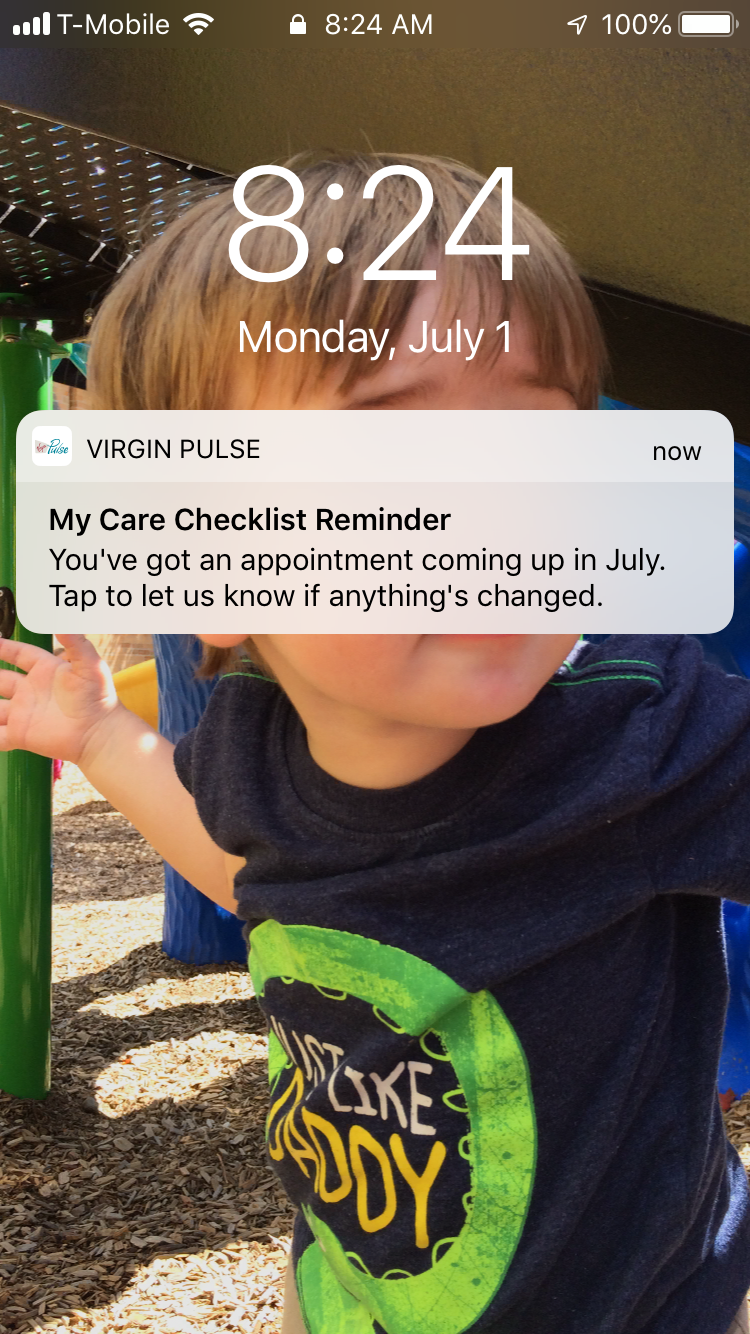 T-Mobile 8:24 AM 100%
8:24
Monday, July 1
Pulse VIRGIN PULSE now
My Care Checklist Reminder
You've got an appointment coming up in July.
Tap to let us know if anything's changed.
JUST LIKE
DADDY